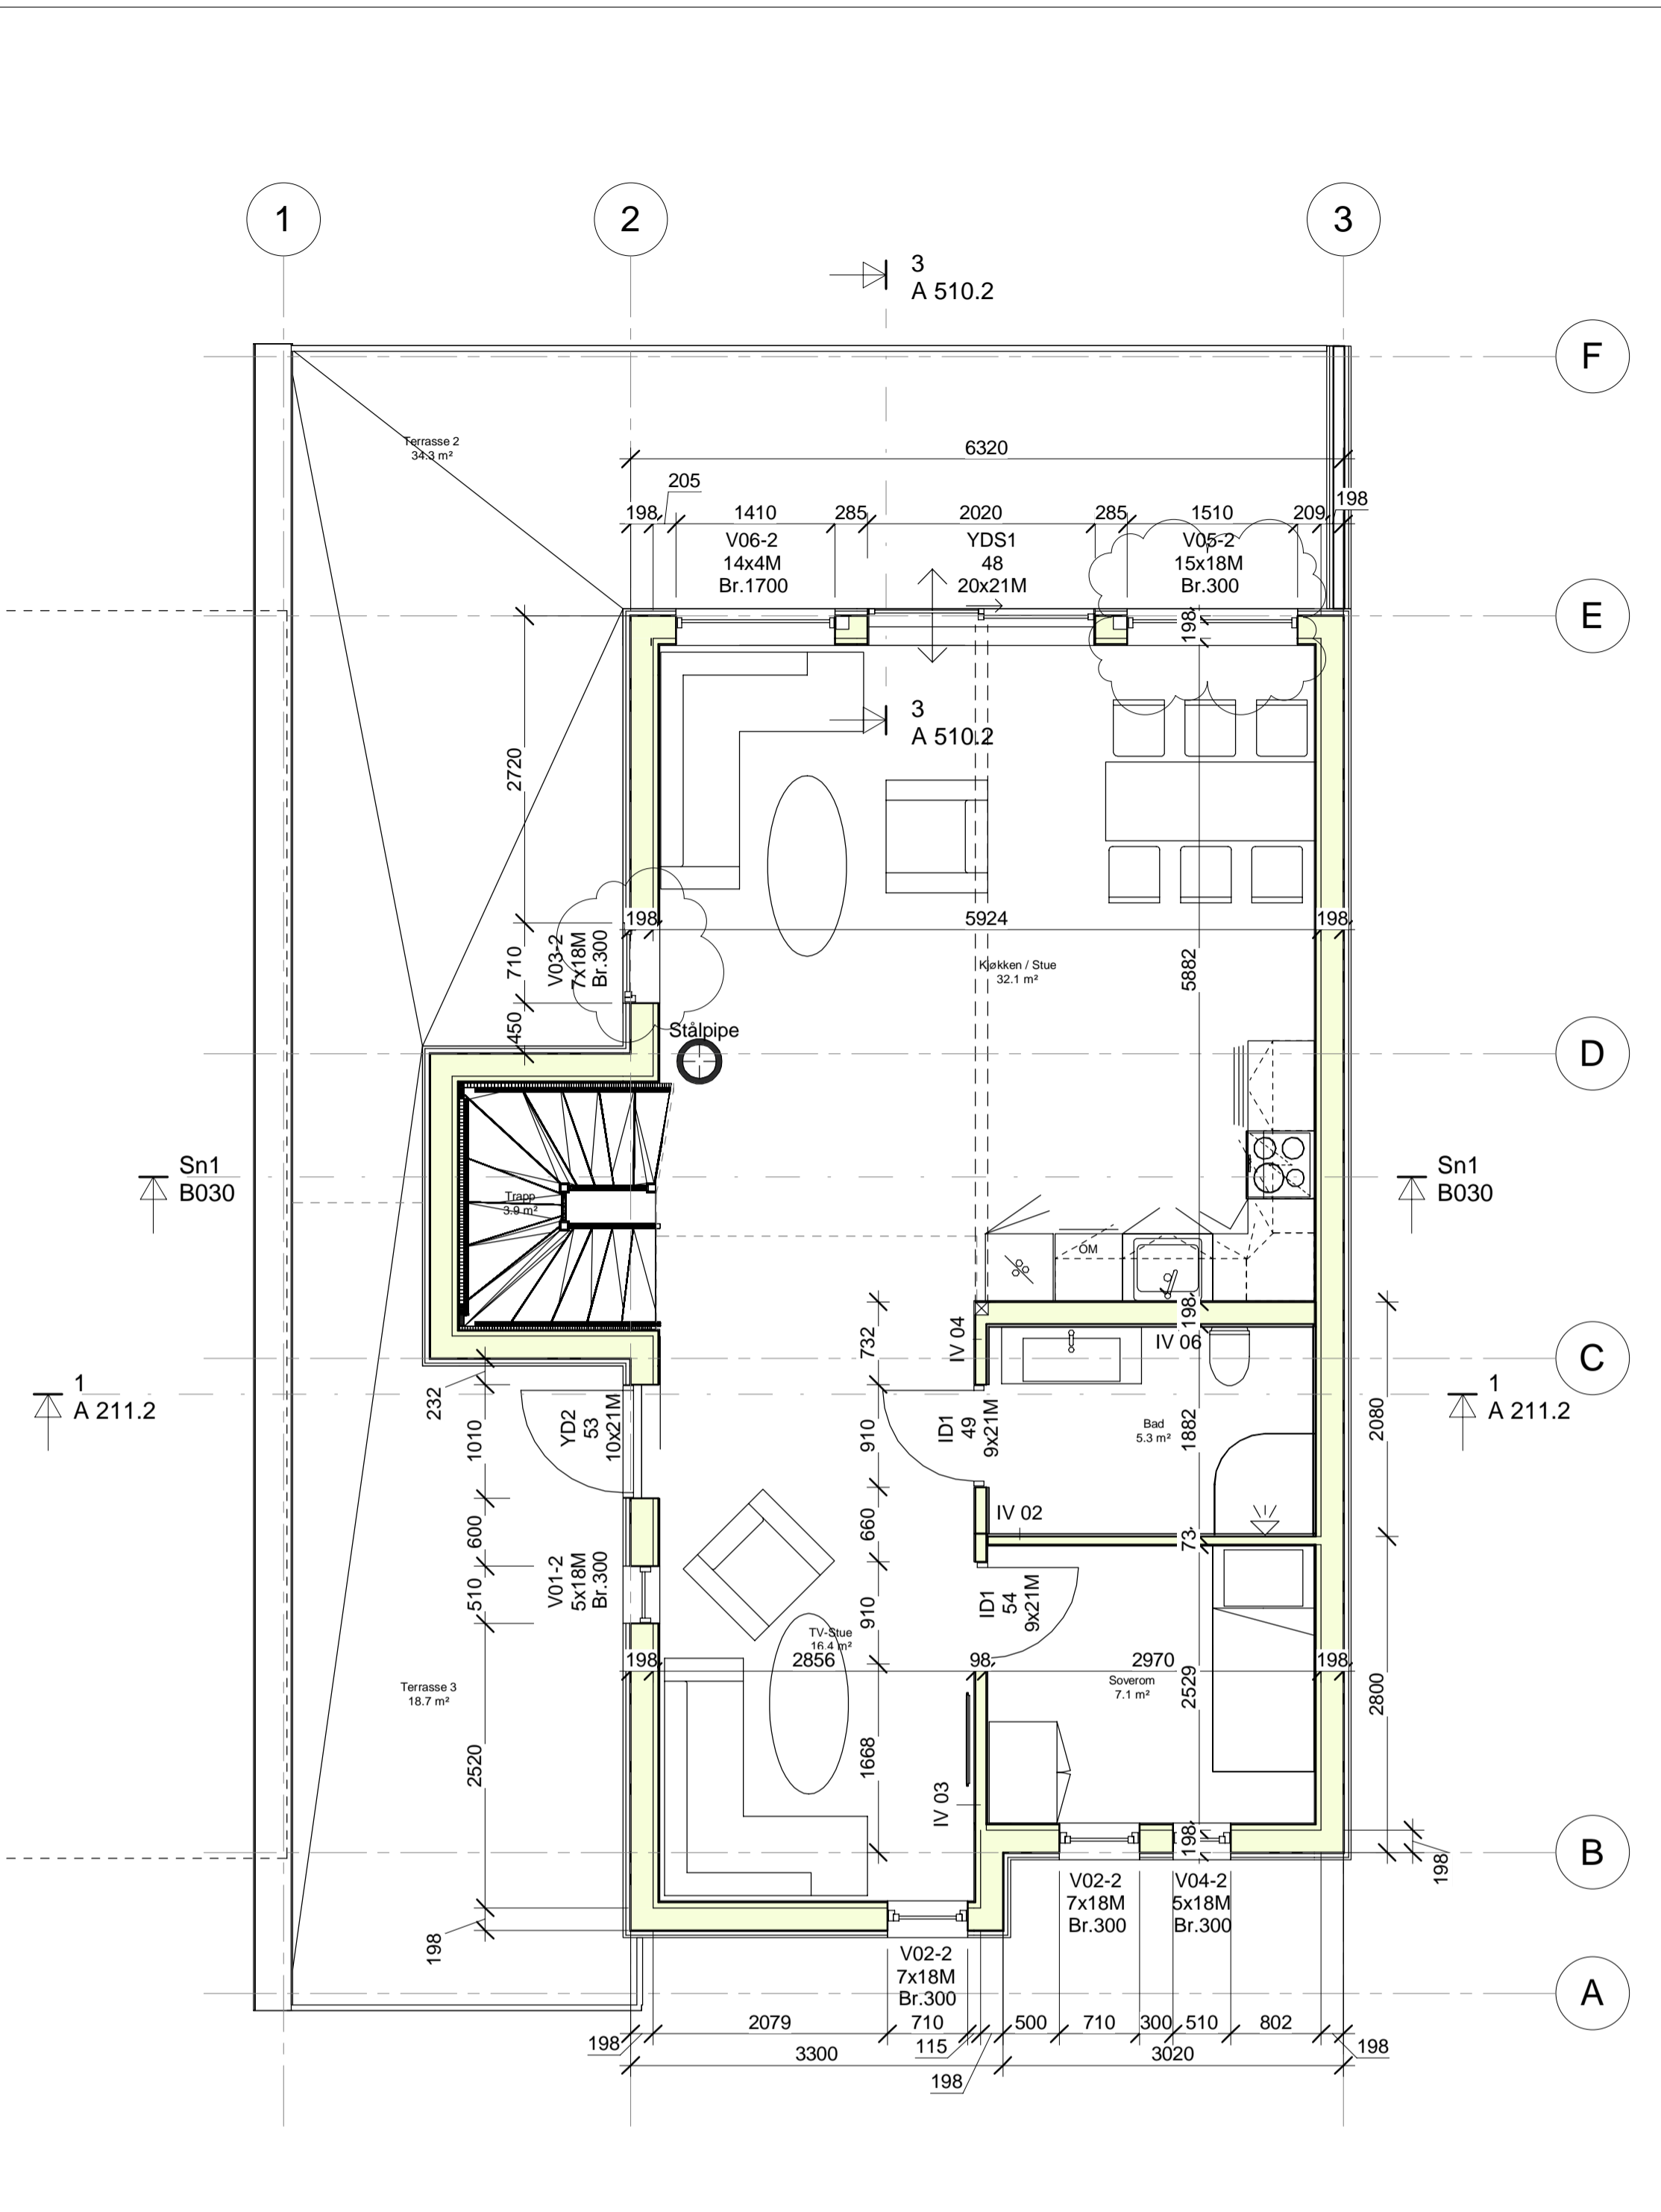 1
2
3
3
A 510.2
F
Terrasse 2
34.3 m²
6320
205
198
198
1410
285
2020
285
1510
209
V06-2
14x4M
Br.1700
YDS1
48
20x21M
V05-2
15x18M
Br.300
E
198
3
A 510.2
2720
198
5924
198
710
V03-2
7x18M
Br.300
5882
Kjøkken / Stue
32.1 m²
450
Stålpipe
D
Sn1
B030
Sn1
B030
Trapp
3.9 m²
OM
198
732
IV 04
IV 06
C
232
1
A 211.2
1
A 211.2
1010
YD2
53
10x21M
910
ID1
49
9x21M
Bad
5.3 m²
1882
2080
600
660
IV 02
73
510
V01-2
5x18M
Br.300
910
ID1
54
9x21M
TV-Stue
16.4 m²
198
2856
98
2970
198
Terrasse 3
18.7 m²
Soverom
7.1 m²
2529
2800
2520
1668
IV 03
198
B
198
V02-2
7x18M
Br.300
V04-2
5x18M
Br.300
198
V02-2
7x18M
Br.300
A
2079
710
500
710
300
510
802
198
115
198
3300
3020
198